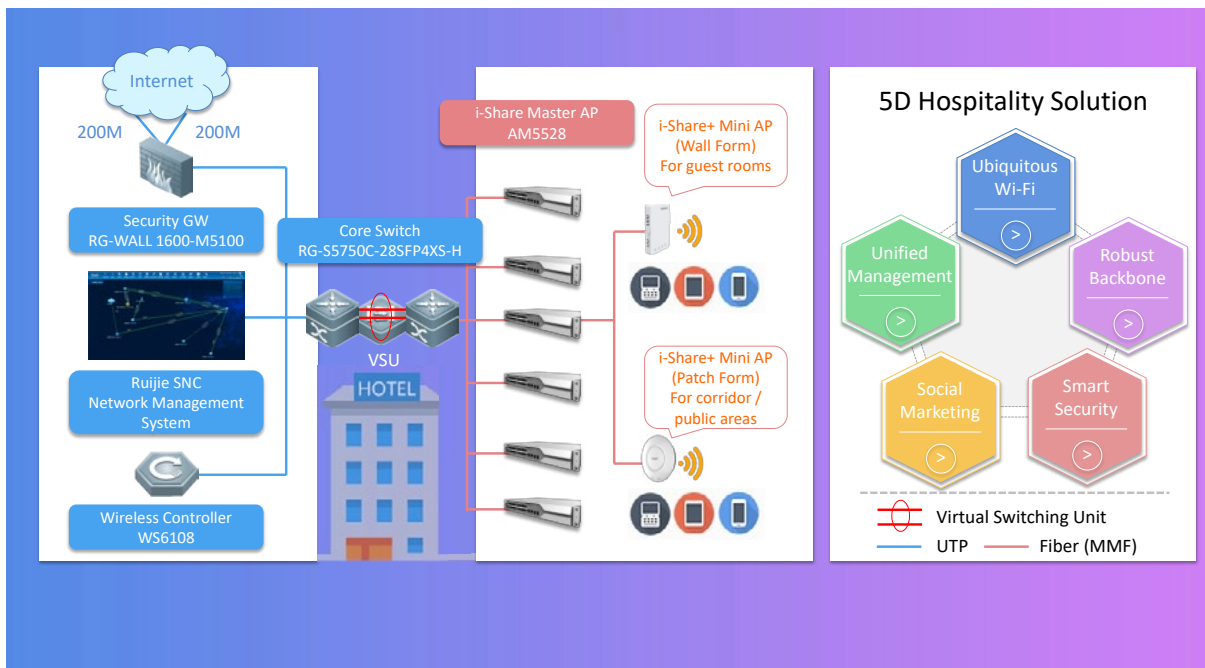 Internet
200M
200M
Security GW
RG-WALL 1600-M5100
Ruijie SNC
Network Management
System
Wireless Controller
WS6108
Core Switch
RG-S5750C-28SFP4XS-H
VSU
HOTEL
i-Share Master AP
AM5528
i-Share+ Mini AP
(Wall Form)
For guest rooms
i-Share+ Mini AP
(Patch Form)
For corridor /
public areas
5D Hospitality Solution
Ubiquitous
Wi-Fi
>
Unified
Management
>
Robust
Backbone
>
Social
Marketing
>
Smart
Security
>
Virtual Switching Unit
UTP
Fiber (MMF)